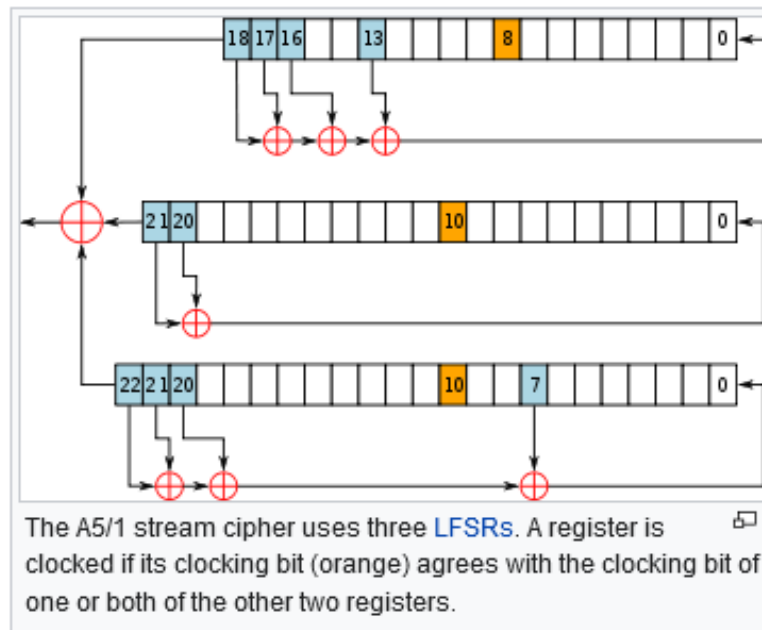 18 17 16 13 8 0
21 20 10 0
22 21 20 10 7 0
The A5/1 stream cipher uses three LFSRs. A register is
clocked if its clocking bit (orange) agrees with the clocking bit of
one or both of the other two registers.